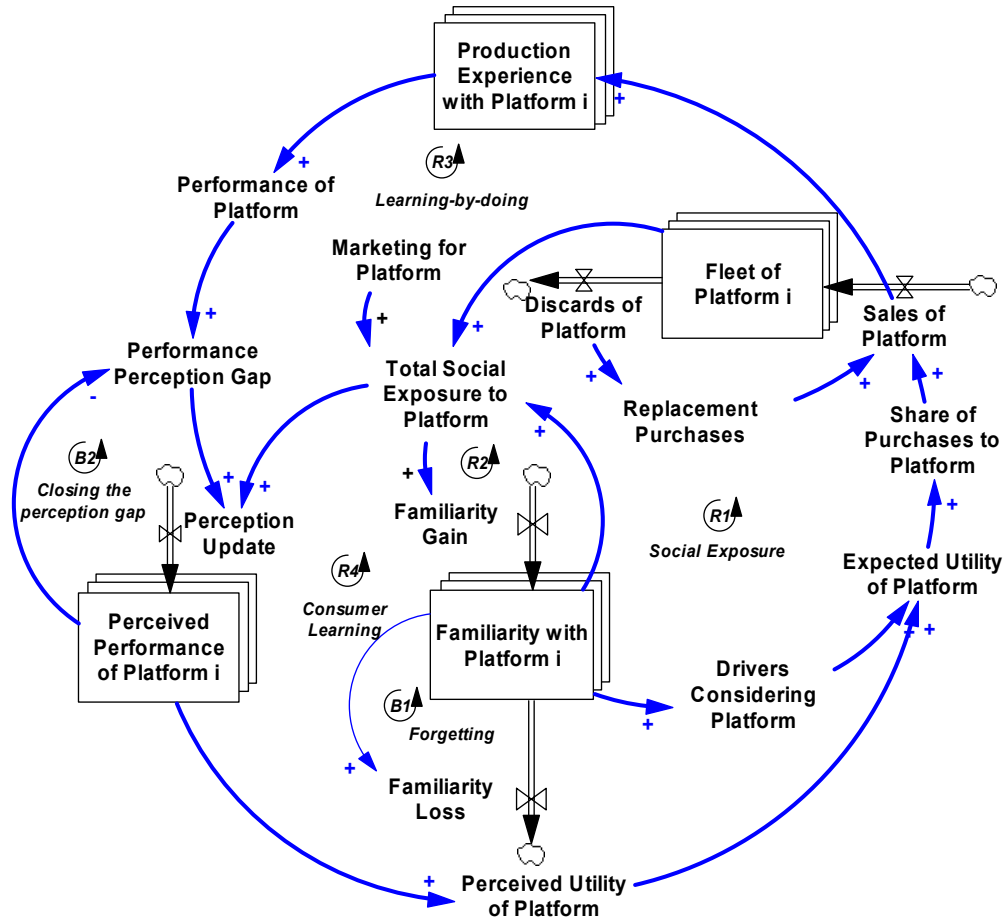 Production
Experience
with Platform i
+
R3
Learning-by-doing
+
Performance of
Platform
Marketing for
Platform
Fleet of
Platform i
Discards of
Platform
Sales of
Platform
+
+
+
Performance
Perception Gap
-
Total Social
Exposure to
Platform
+
+
+
Replacement
Purchases
Share of
Purchases to
Platform
+
B2
Closing the
perception gap
+
+
+
R2
+
Familiarity
Gain
R1
Social Exposure
+
Perception
Update
Expected Utility
of Platform
R4
Consumer
Learning
Perceived
Performance
of Platform i
Familiarity with
Platform i
+
+
Drivers
Considering
Platform
+
B1
Forgetting
+
Familiarity
Loss
+
Perceived Utility
of Platform